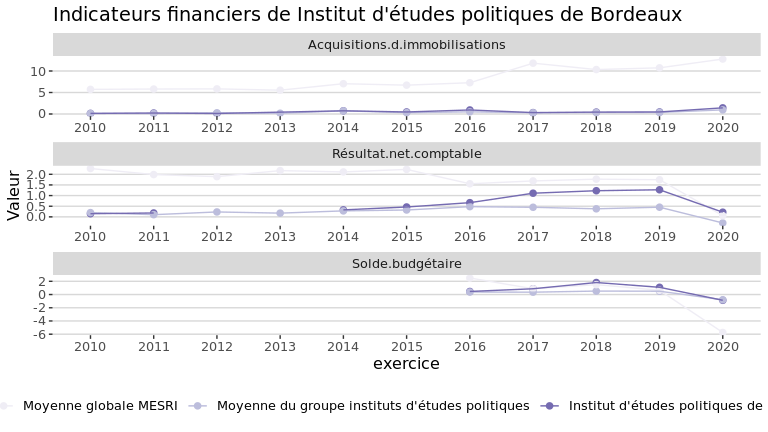 Indicateurs financiers de Institut d'études politiques de Bordeaux
Acquisitions.d.immobilisations
10
5
0
2010 2011 2012 2013 2014 2015 2016 2017 2018 2019 2020
Résultat.net.comptable
Valeur
2.0
1.5
1.0
0.5
0.0
2010 2011 2012 2013 2014 2015 2016 2017 2018 2019 2020
Solde.budgétaire
2
0
-2
-4
-6
2010 2011 2012 2013 2014 2015 2016 2017 2018 2019 2020
exercice
Moyenne globale MESRI Moyenne du groupe instituts d'études politiques Institut d'études politiques de